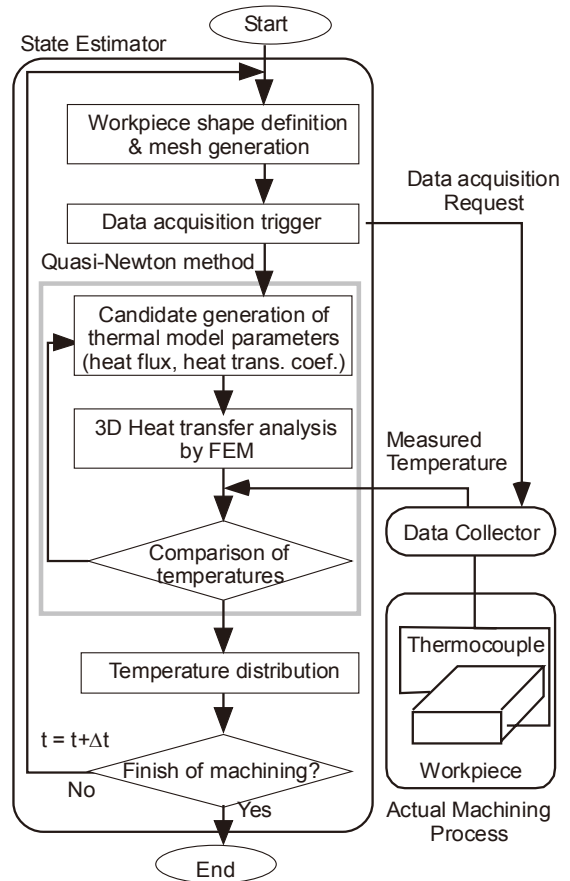 Start
State Estimator
Workpiece shape definition
& mesh generation
Data acquisition
Request
Data acquisition trigger
Quasi-Newton method
Candidate generation of
thermal model parameters
(heat flux, heat trans. coef.)
3D Heat transfer analysis
by FEM
Measured
Temperature
Data Collector
Comparison of
temperatures
Thermocouple
Temperature distribution
t = t+Δt
Finish of machining?
Workpiece
No
Yes
Actual Machining
Process
End